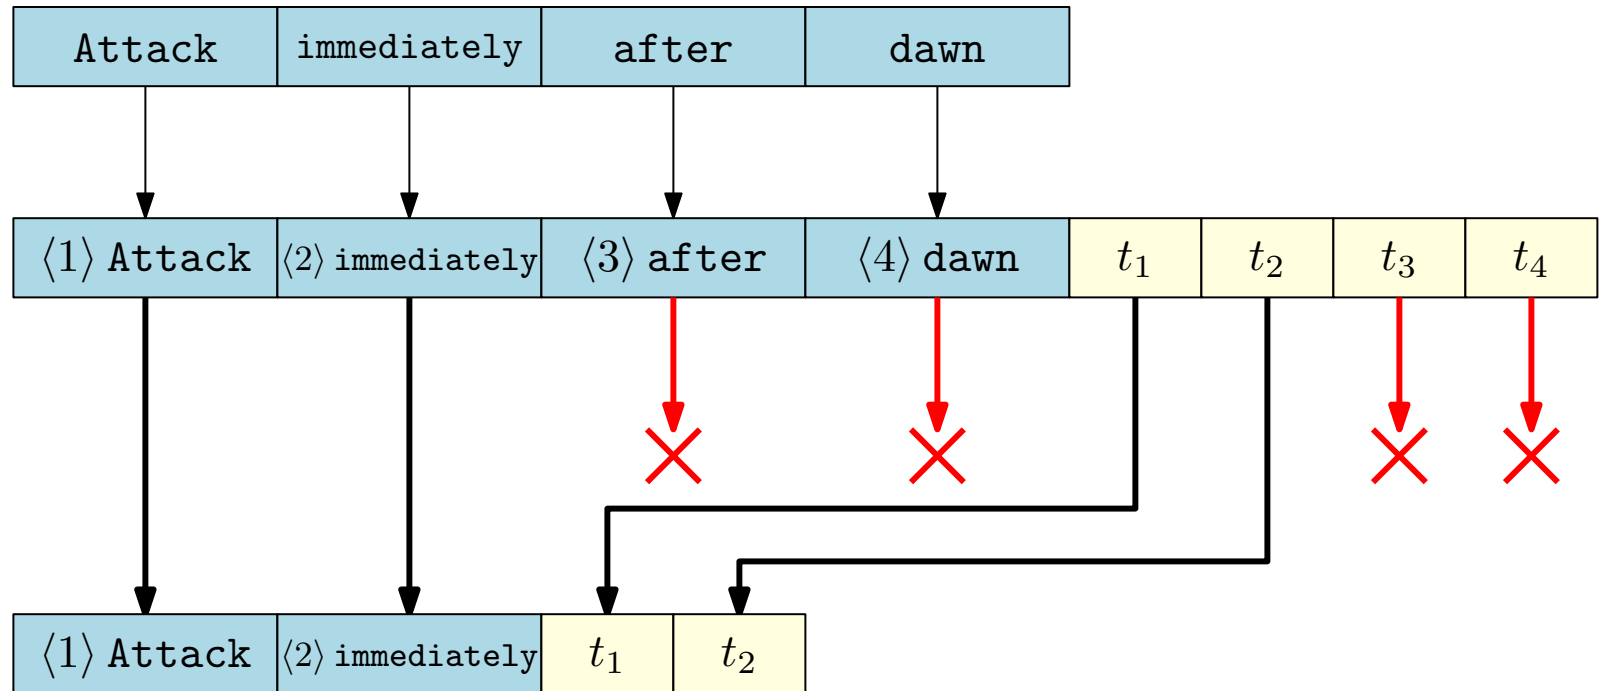 Attack immediately after dawn
⟨1⟩ Attack ⟨2⟩ immediately ⟨3⟩ after ⟨4⟩ dawn t₁ t₂ t₃ t₄
⟨1⟩ Attack ⟨2⟩ immediately t₁ t₂